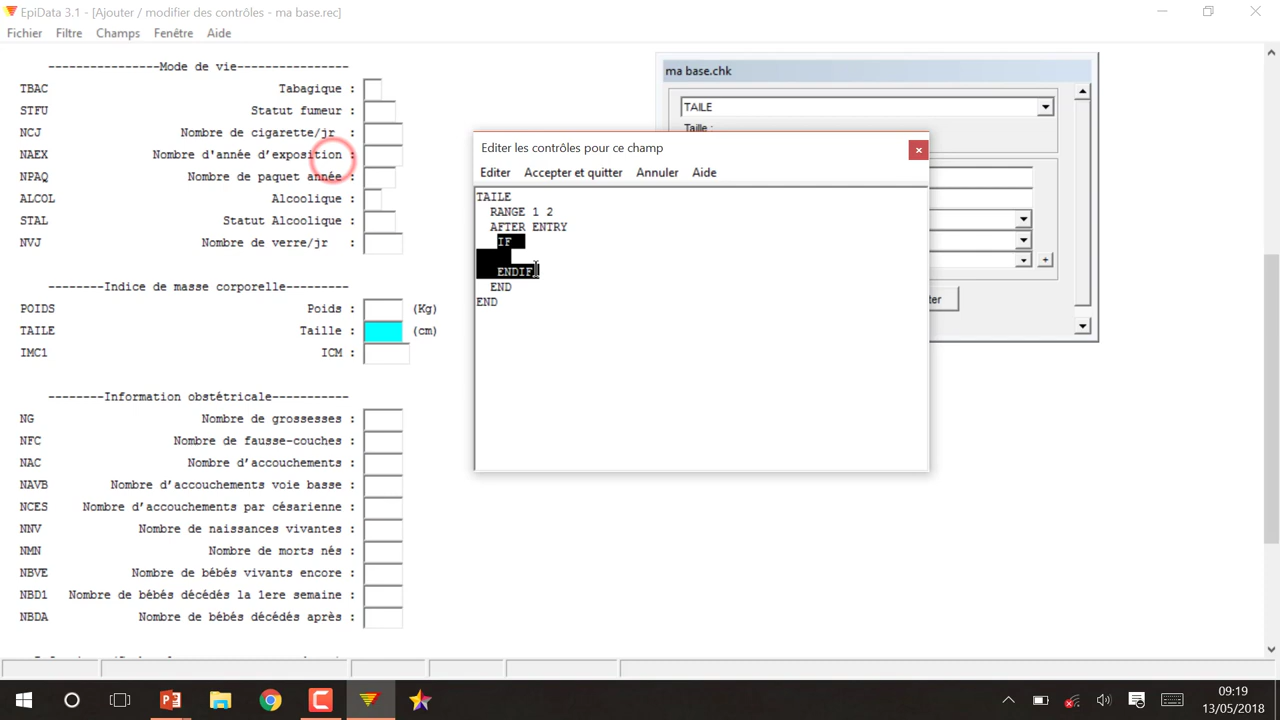 EpiData 3.1 - [Ajouter / modifier des contrôles - ma base.rec]
Fichier Filtre Champs Fenêtre Aide
----------------Mode de vie----------------
TBAC Tabagique :
STFU Statut fumeur :
NCJ Nombre de cigarette/jr :
NAEX Nombre d'année d’exposition :
NPAQ Nombre de paquet année :
ALCOL Alcoolique :
STAL Statut Alcoolique :
NVJ Nombre de verre/jr :
--------Indice de masse corporelle---------
POIDS Poids : (Kg)
TAILE Taille : (cm)
IMC1 ICM :
--------Information obstétricale-----------
NG Nombre de grossesses :
NFC Nombre de fausse-couches :
NAC Nombre d’accouchements :
NAVB Nombre d’accouchements voie basse :
NCES Nombre d’accouchements par césarienne :
NNV Nombre de naissances vivantes :
NMN Nombre de morts nés :
NBVE Nombre de bébés vivants encore :
NBD1 Nombre de bébés décédés la 1ere semaine :
NBDA Nombre de bébés décédés après :
ma base.chk
TAILE
Taille :
+
Editer les contrôles pour ce champ
Editer Accepter et quitter Annuler Aide
TAILE
RANGE 1 2
AFTER ENTRY
IF
ENDIF
END
END
09:19
13/05/2018